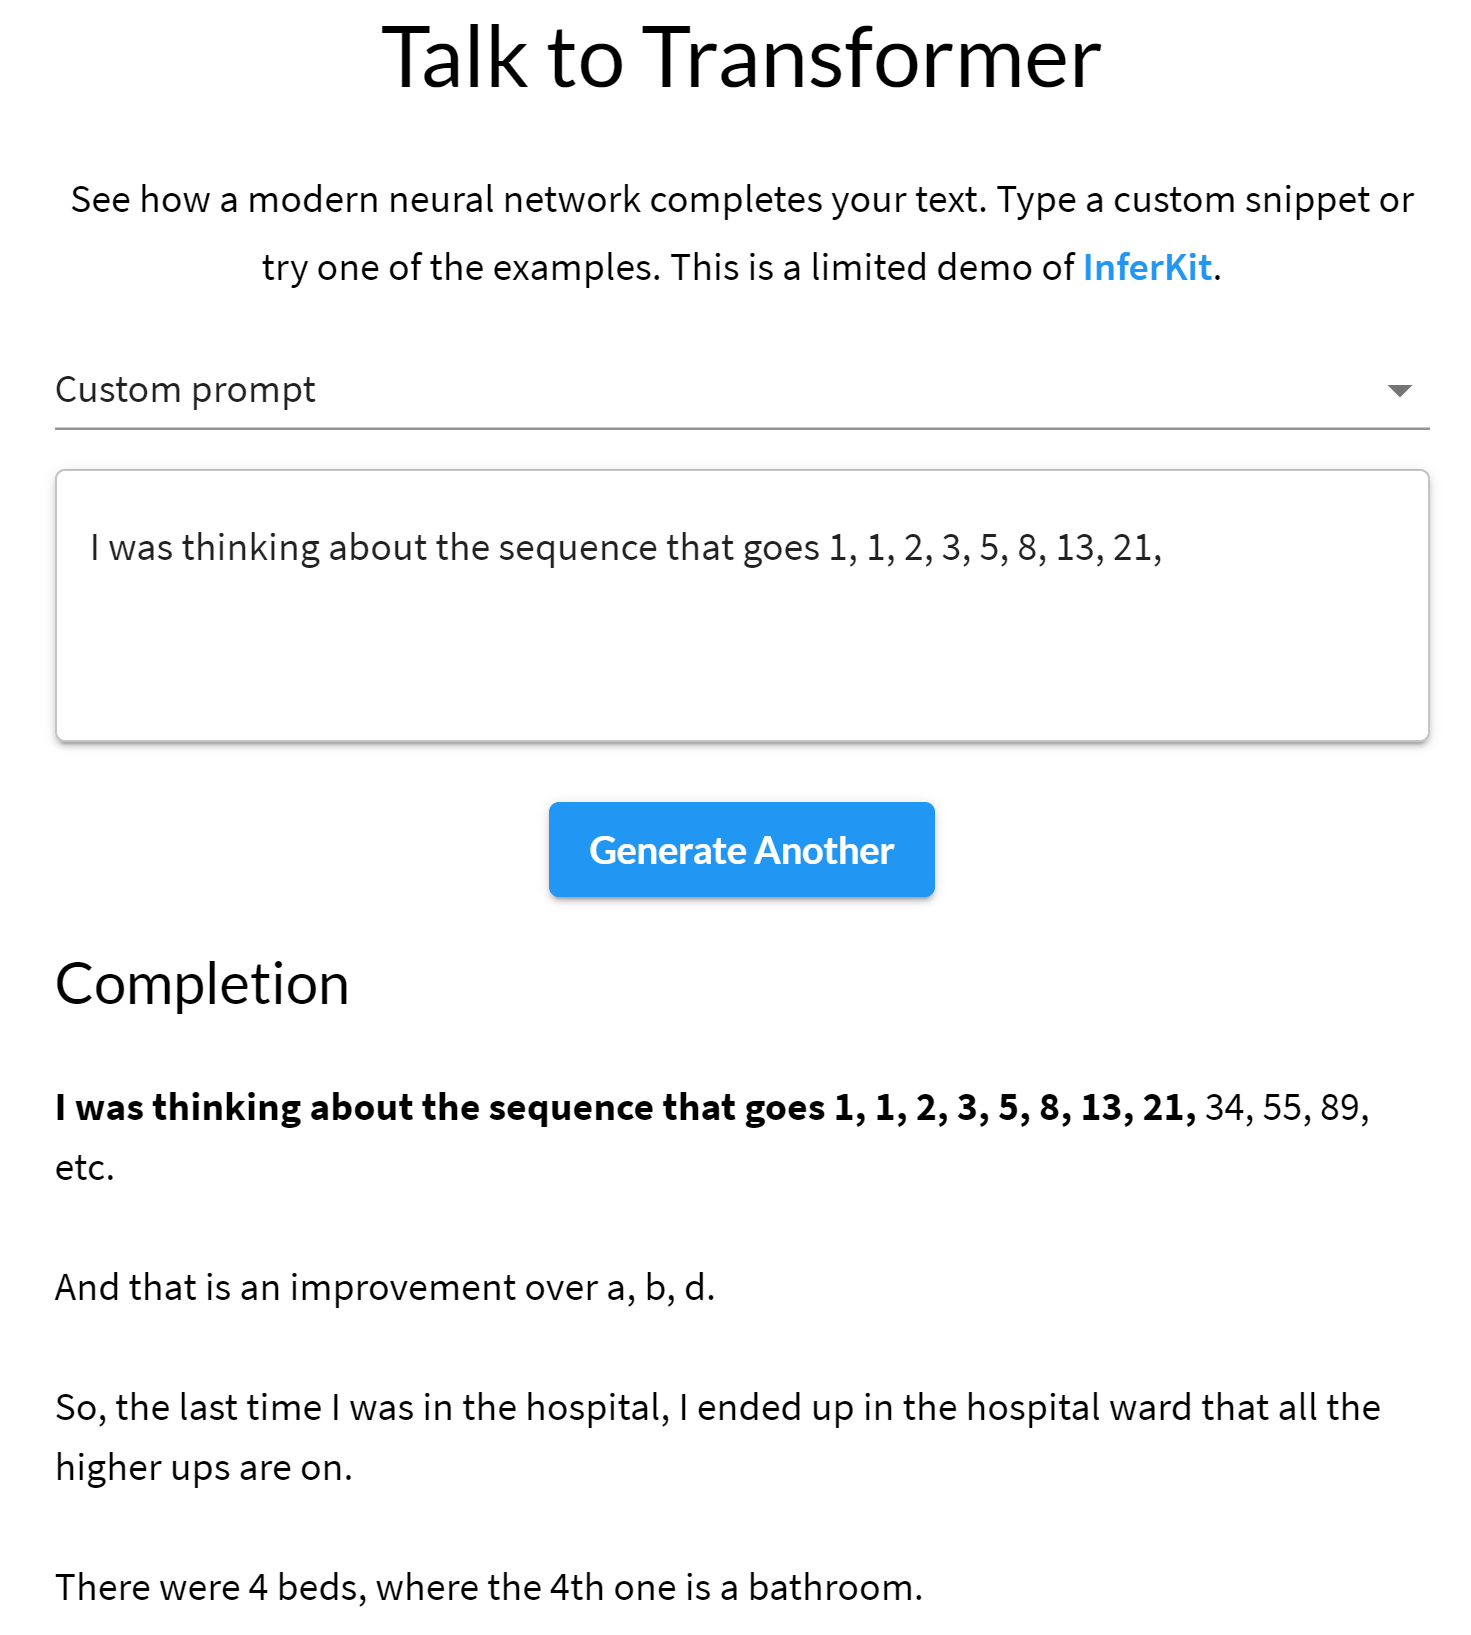 Talk to Transformer
See how a modern neural network completes your text. Type a custom snippet or
try one of the examples. This is a limited demo of InferKit.
Custom prompt
I was thinking about the sequence that goes 1, 1, 2, 3, 5, 8, 13, 21,
Generate Another
Completion
I was thinking about the sequence that goes 1, 1, 2, 3, 5, 8, 13, 21, 34, 55, 89,
etc.
And that is an improvement over a, b, d.
So, the last time I was in the hospital, I ended up in the hospital ward that all the
higher ups are on.
There were 4 beds, where the 4th one is a bathroom.